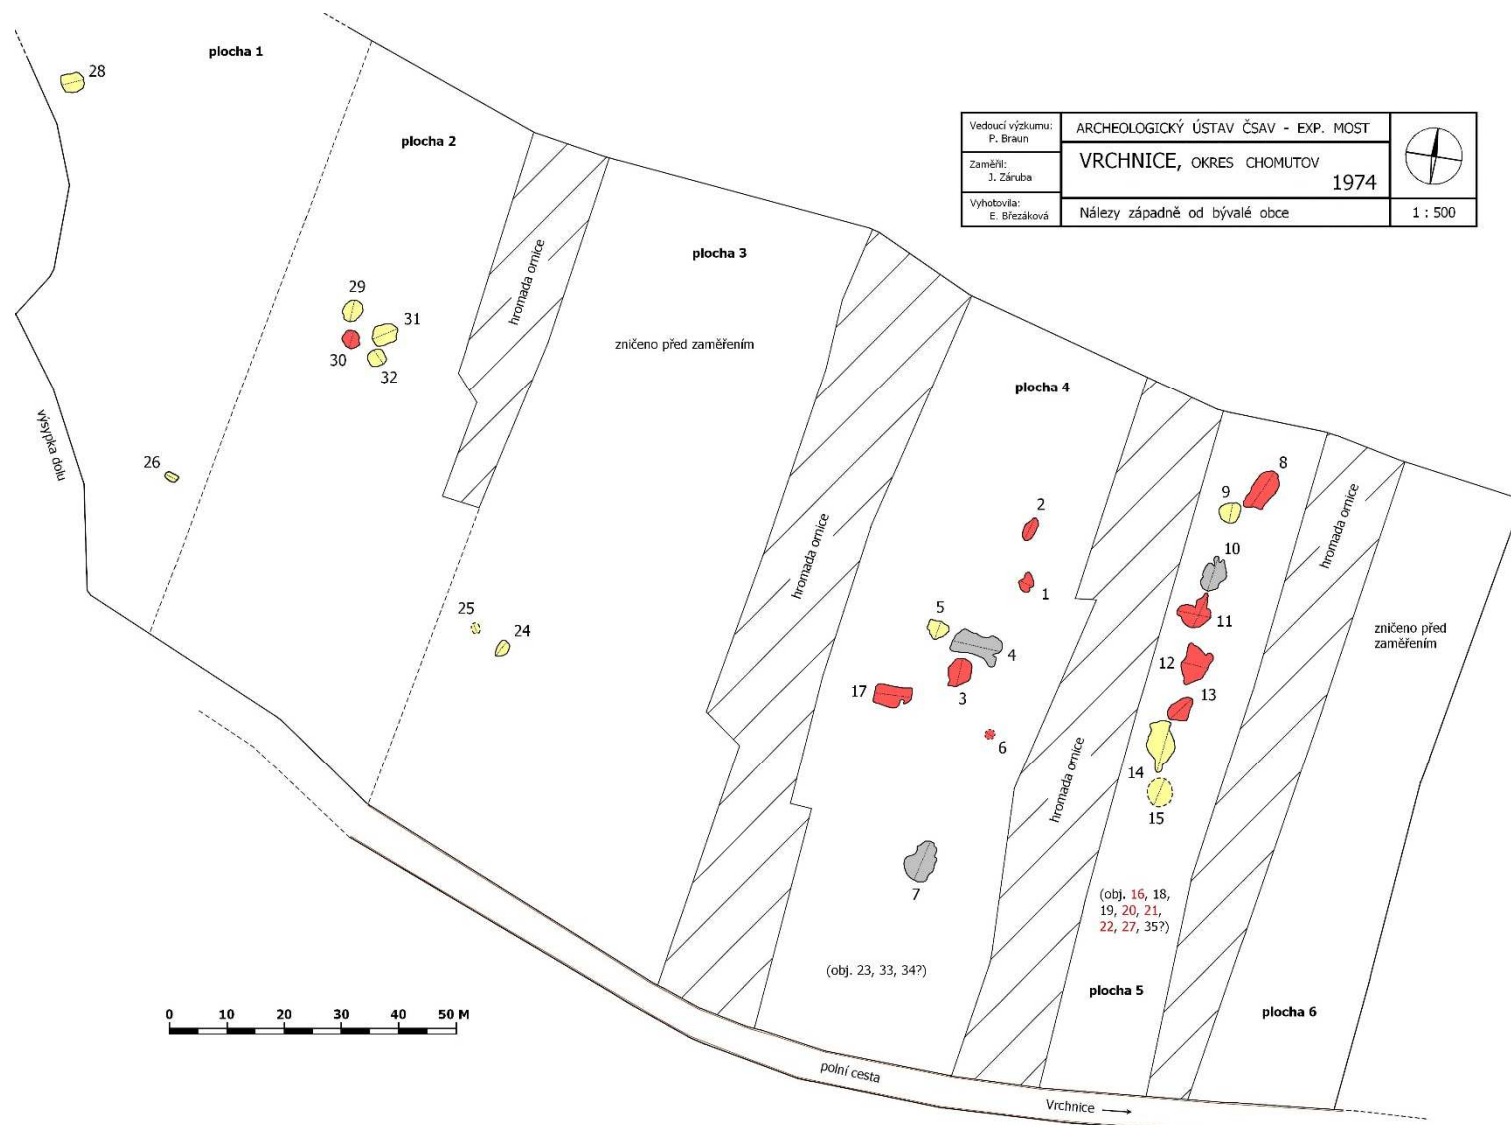 plocha 1
28
plocha 2
Vedoucí výzkumu:
P. Braun
ARCHEOLOGICKÝ ÚSTAV ČSAV - EXP. MOST
Zaměřil:
J. Záruba
VRCHNICE, OKRES CHOMUTOV
1974
Vyhotovila:
E. Březáková
Nálezy západně od bývalé obce
1 : 500
hromada ornice
plocha 3
29
31
30
32
zničeno před zaměřením
plocha 4
výsypka dolu
26
8
9
2
10
hromada ornice
hromada ornice
1
11
25
24
5
4
12
zničeno před
zaměřením
17
3
13
6
14
hromada ornice
15
7
(obj. 16, 18,
19, 20, 21,
22, 27, 35?)
(obj. 23, 33, 34?)
plocha 5
plocha 6
0 10 20 30 40 50 M
polní cesta
Vrchnice